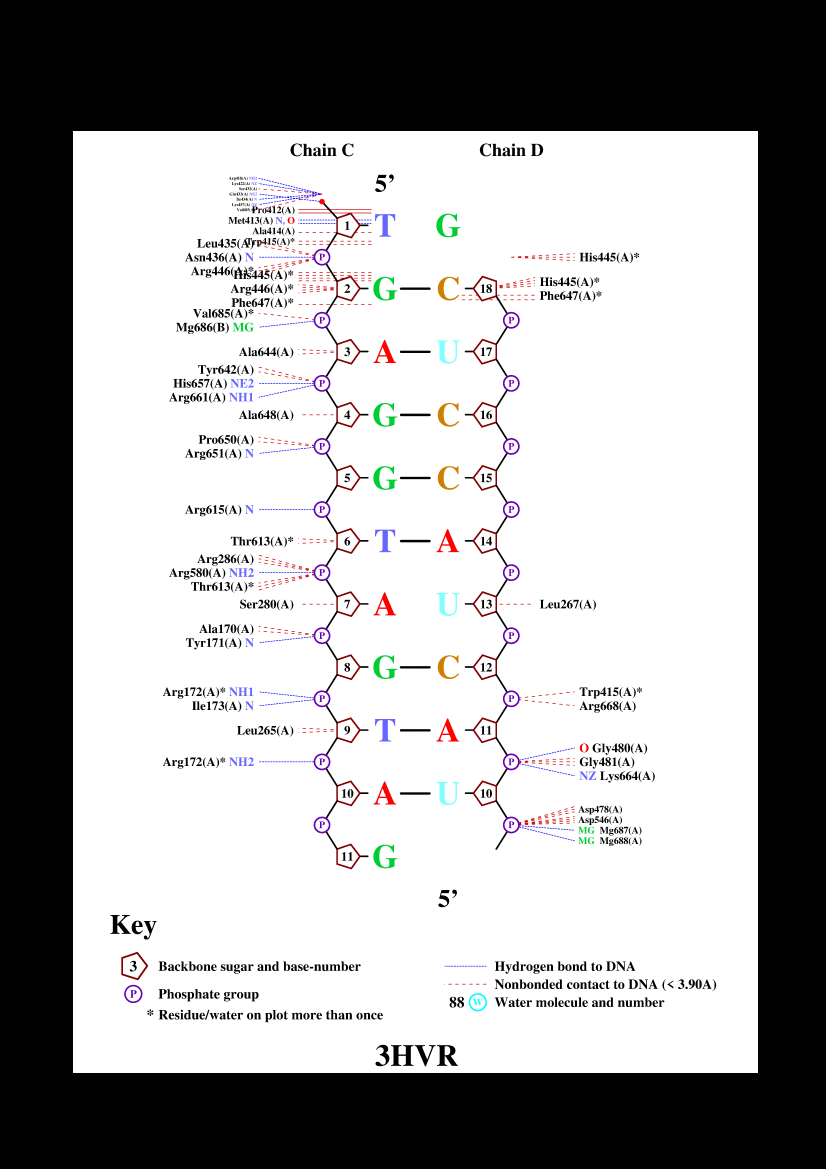 Chain C
Chain D
5’
Pro412(A)
Met413(A) N, O
Ala414(A)
Trp415(A)*
Leu435(A)
Asn436(A) N
Arg446(A)*
His445(A)*
Arg446(A)*
Phe647(A)*
Val685(A)*
Mg686(B) MG
Ala644(A)
Tyr642(A)
His657(A) NE2
Arg661(A) NH1
Ala648(A)
Pro650(A)
Arg651(A) N
Arg615(A) N
Thr613(A)*
Arg286(A)
Arg580(A) NH2
Thr613(A)*
Ser280(A)
Ala170(A)
Tyr171(A) N
Arg172(A)* NH1
Ile173(A) N
Leu265(A)
Arg172(A)* NH2
1 T G
P
2 G C 18
P P
3 A U 17
P P
4 G C 16
P P
5 G C 15
P P
6 T A 14
P P
7 A U 13
P P
8 G C 12
P P
9 T A 11
P P
10 A U 10
P P
11 G
His445(A)*
His445(A)*
Phe647(A)*
Leu267(A)
Trp415(A)*
Arg668(A)
O Gly480(A)
Gly481(A)
NZ Lys664(A)
Asp478(A)
Asp546(A)
MG Mg687(A)
MG Mg688(A)
5’
Key
3 Backbone sugar and base-number
P Phosphate group
* Residue/water on plot more than once
Hydrogen bond to DNA
Nonbonded contact to DNA (< 3.90A)
88 W Water molecule and number
3HVR